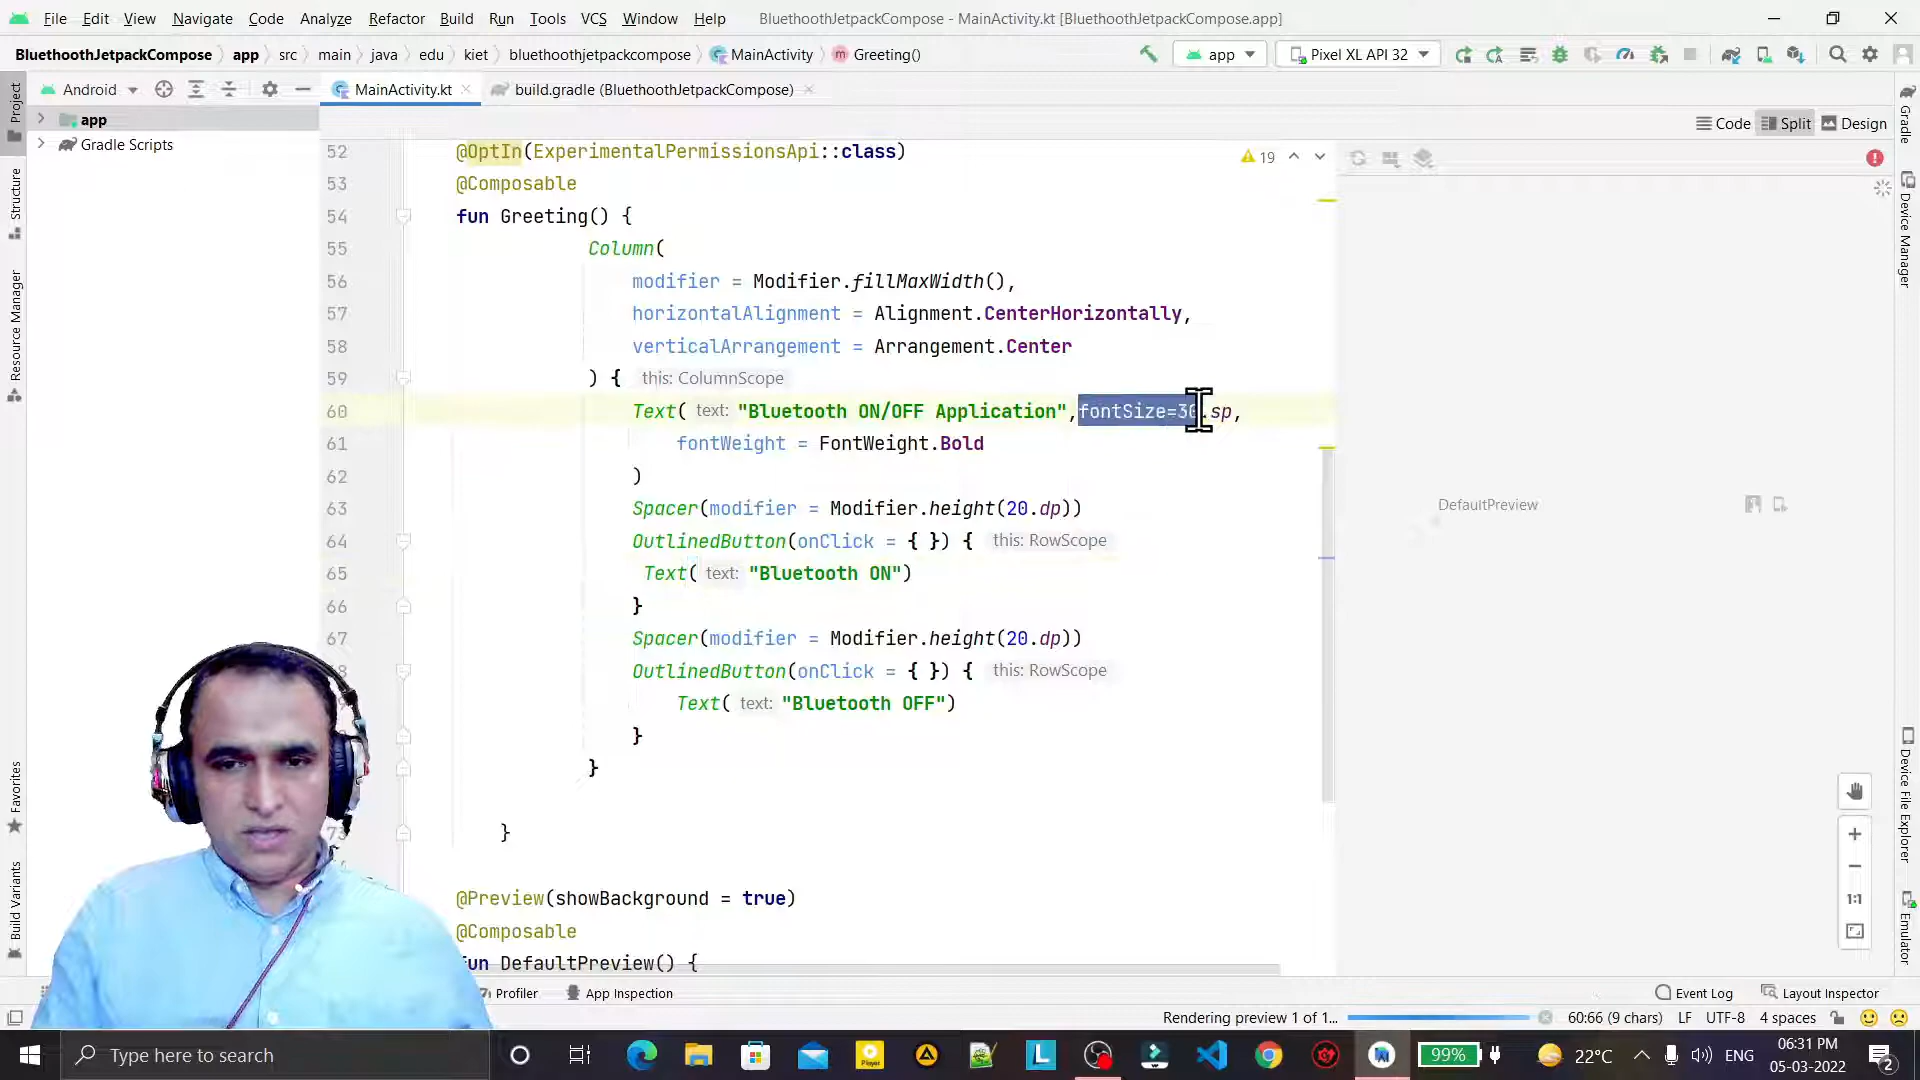 File Edit View Navigate Code Analyze Refactor Build Run Tools VCS Window Help BluethoothJetpackCompose - MainActivity.kt [BluethoothJetpackCompose.app]
BluethoothJetpackCompose app src main java edu kiet bluethoothjetpackcompose MainActivity Greeting() app Pixel XL API 32
Android MainActivity.kt build.gradle (BluethoothJetpackCompose)
app
Gradle Scripts
Code Split Design
52 @OptIn(ExperimentalPermissionsApi::class) 19
53 @Composable
54 fun Greeting() {
55 Column(
56 modifier = Modifier.fillMaxWidth(),
57 horizontalAlignment = Alignment.CenterHorizontally,
58 verticalArrangement = Arrangement.Center
59 ) { this: ColumnScope
60 Text( text: "Bluetooth ON/OFF Application",fontSize=30.sp,
61 fontWeight = FontWeight.Bold
62 )
63 Spacer(modifier = Modifier.height(20.dp))
64 OutlinedButton(onClick = { }) { this: RowScope
65 Text( text: "Bluetooth ON")
66 }
67 Spacer(modifier = Modifier.height(20.dp))
OutlinedButton(onClick = { }) { this: RowScope
Text( text: "Bluetooth OFF")
}
}
73 }
@Preview(showBackground = true)
@Composable
fun DefaultPreview() {
DefaultPreview
1:1
Project
Structure
Resource Manager
Favorites
Build Variants
Gradle
Device Manager
Device File Explorer
Emulator
Profiler App Inspection Event Log Layout Inspector
Rendering preview 1 of 1... 60:66 (9 chars) LF UTF-8 4 spaces
Type here to search 99% 22°C ENG 06:31 PM
05-03-2022 2